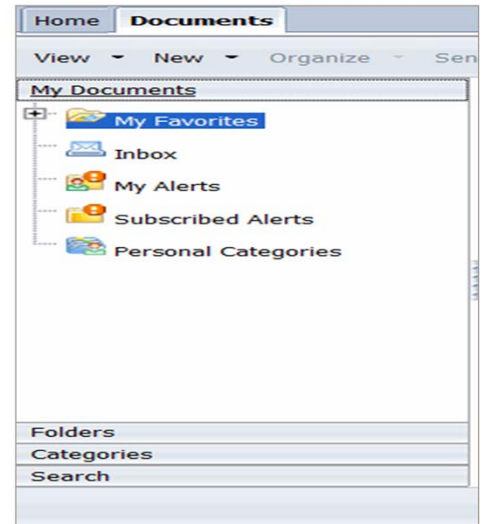 Home Documents
View New Organize Sen
My Documents
My Favorites
Inbox
My Alerts
Subscribed Alerts
Personal Categories
Folders
Categories
Search